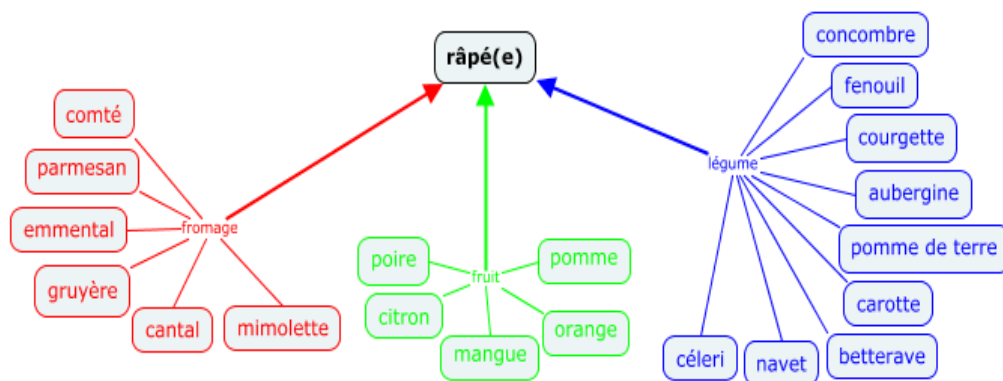 râpé(e)
comté
parmesan
emmental
gruyère
cantal
mimolette
fromage
poire
pomme
citron
fruit
orange
mangue
concombre
fenouil
courgette
légume
aubergine
pomme de terre
carotte
betterave
navet
céleri